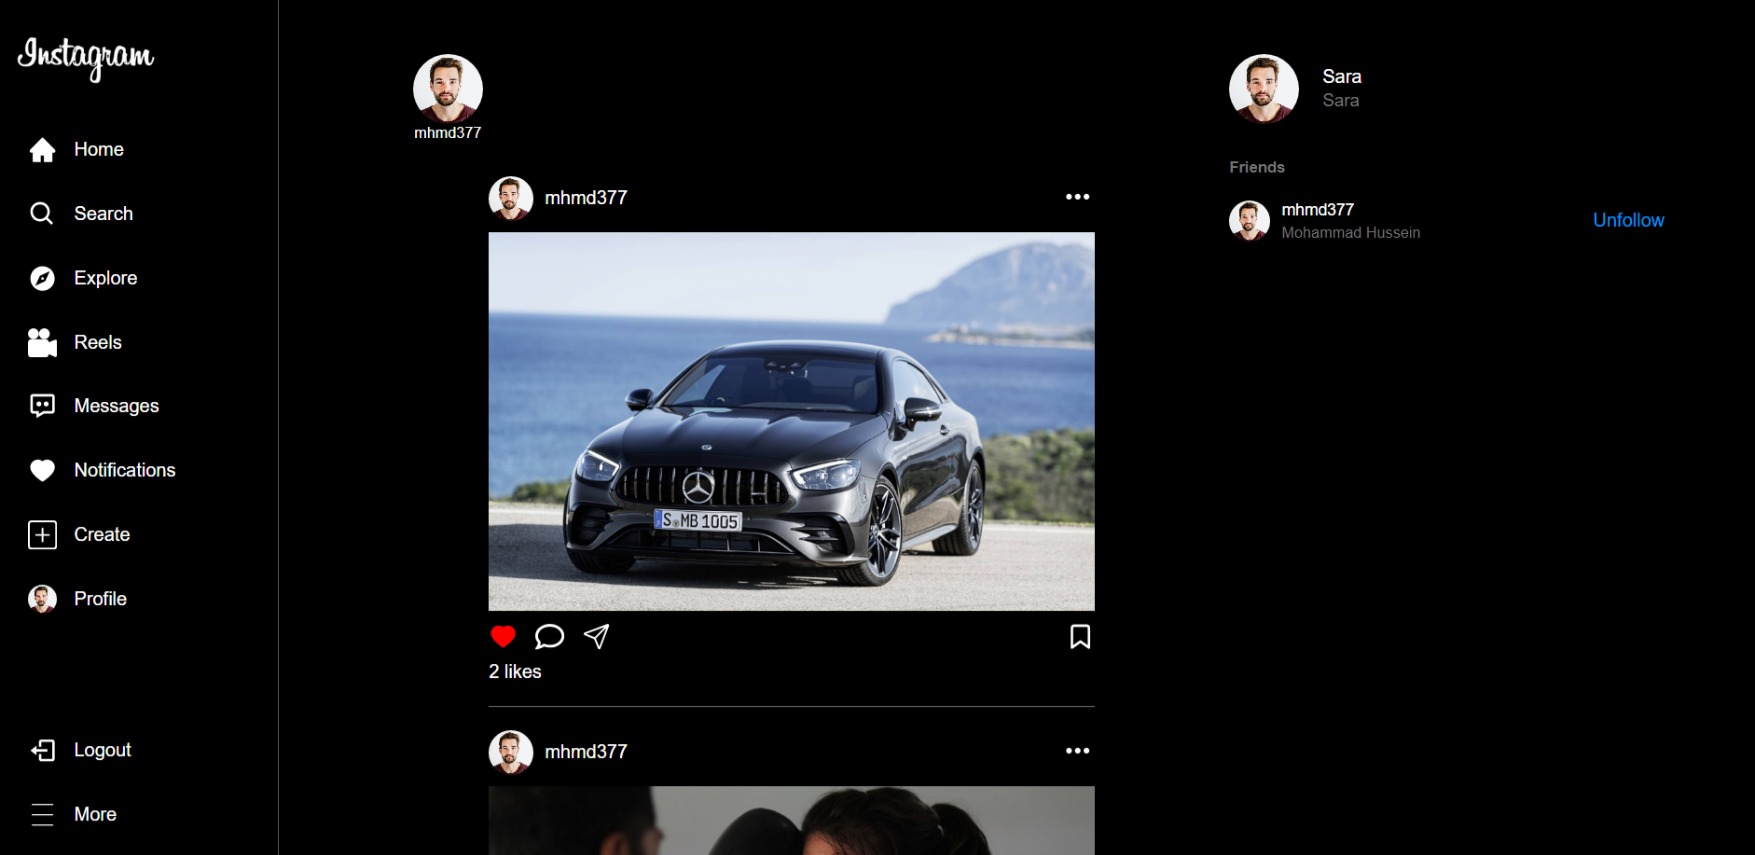 Instagram
Home
Search
Explore
Reels
Messages
Notifications
Create
Profile
Logout
More
mhmd377
mhmd377
S MB 1005
2 likes
mhmd377
Sara
Sara
Friends
mhmd377
Mohammad Hussein
Unfollow